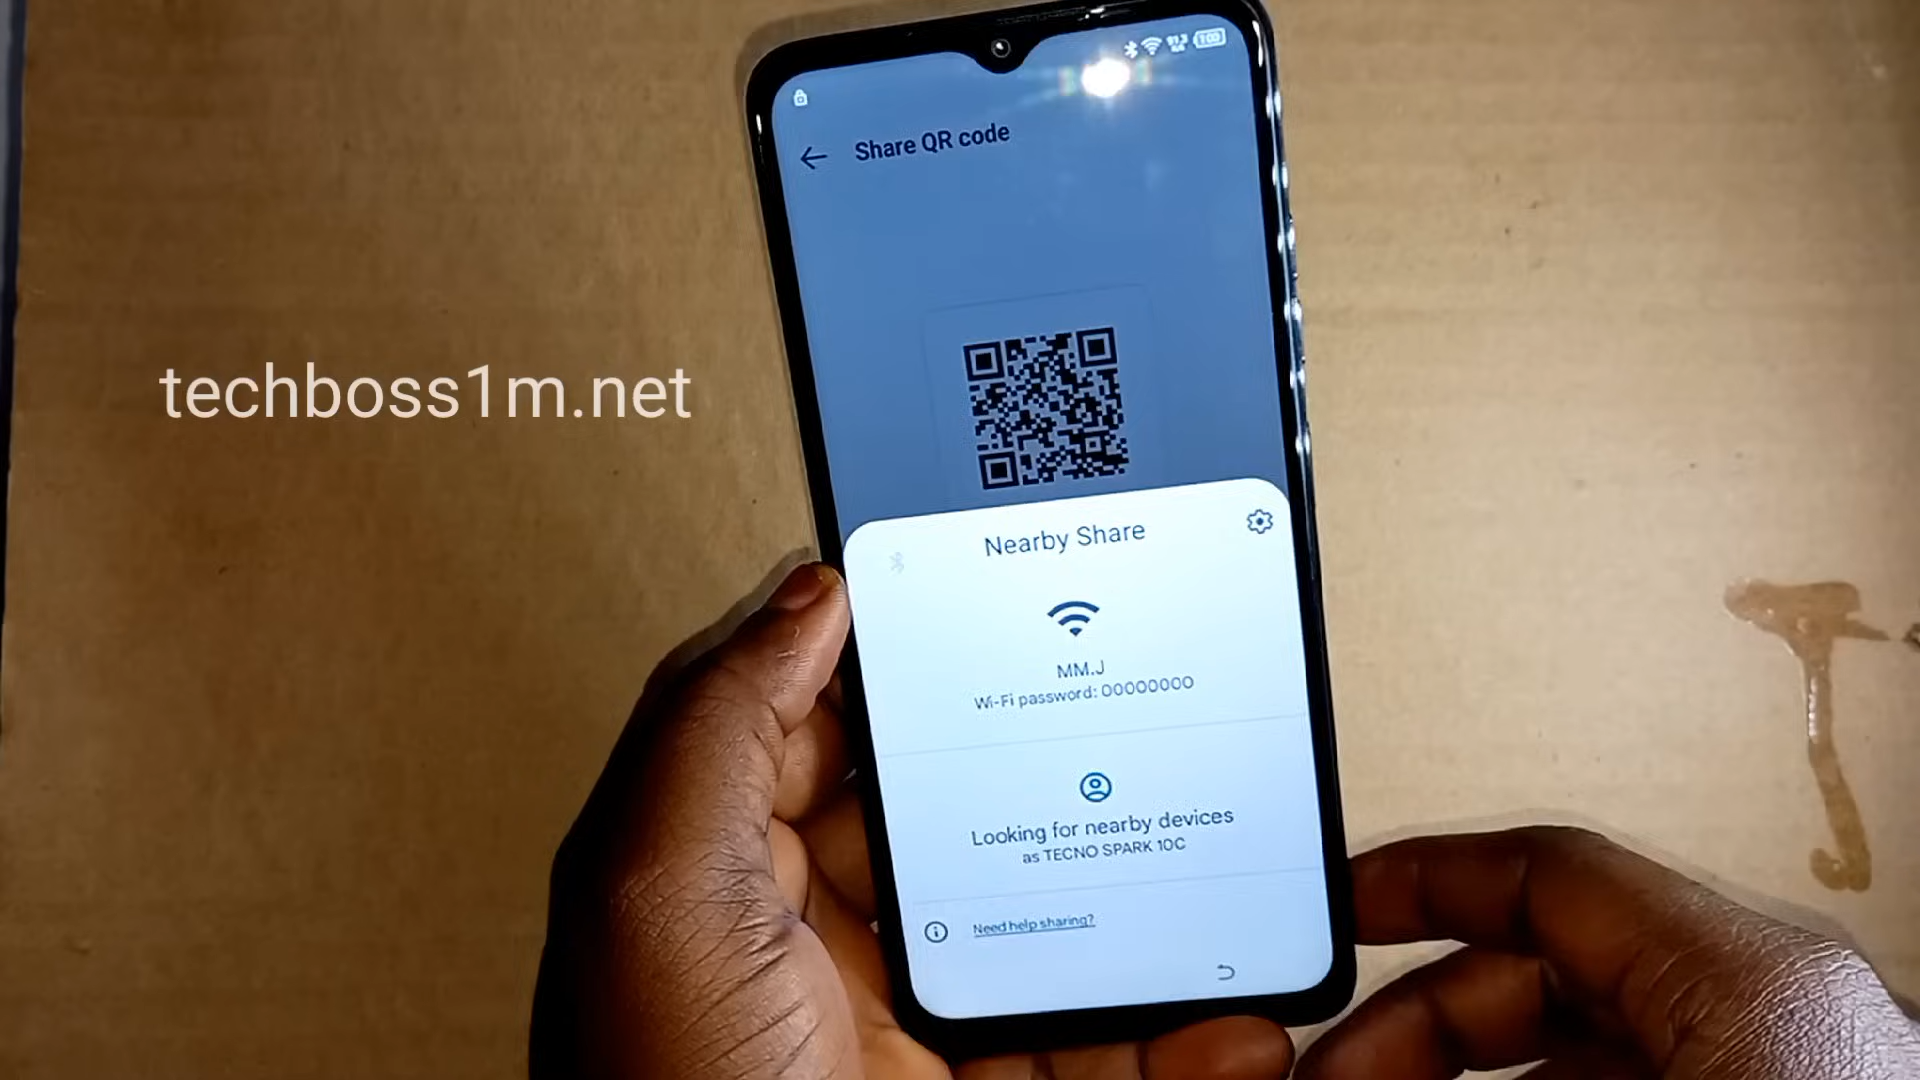 Share QR code
techboss1m.net
Nearby Share
MM.J
Wi-Fi password: 00000000
Looking for nearby devices
as TECNO SPARK 10C
Need help sharing?